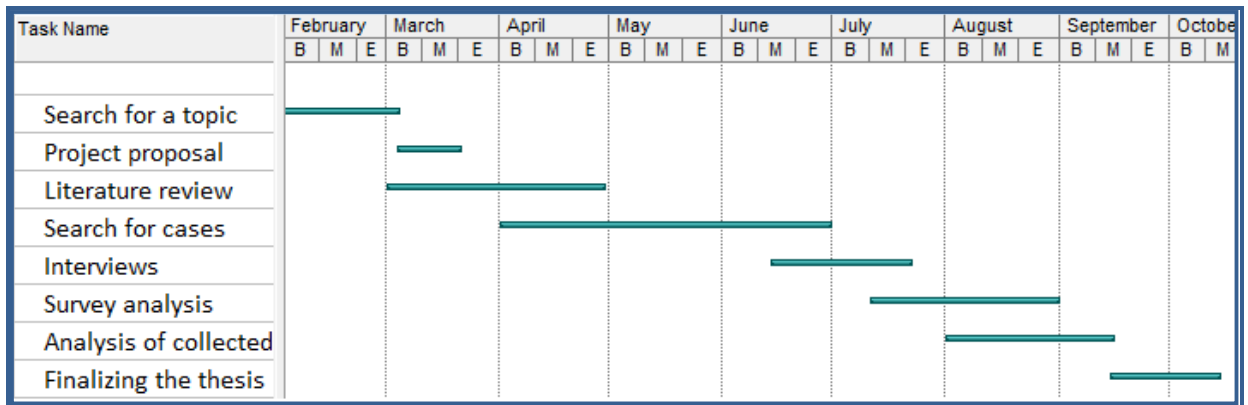 Task Name February March April May June July August September Octobe
B M E B M E B M E B M E B M E B M E B M E B M E B M
Search for a topic
Project proposal
Literature review
Search for cases
Interviews
Survey analysis
Analysis of collected
Finalizing the thesis